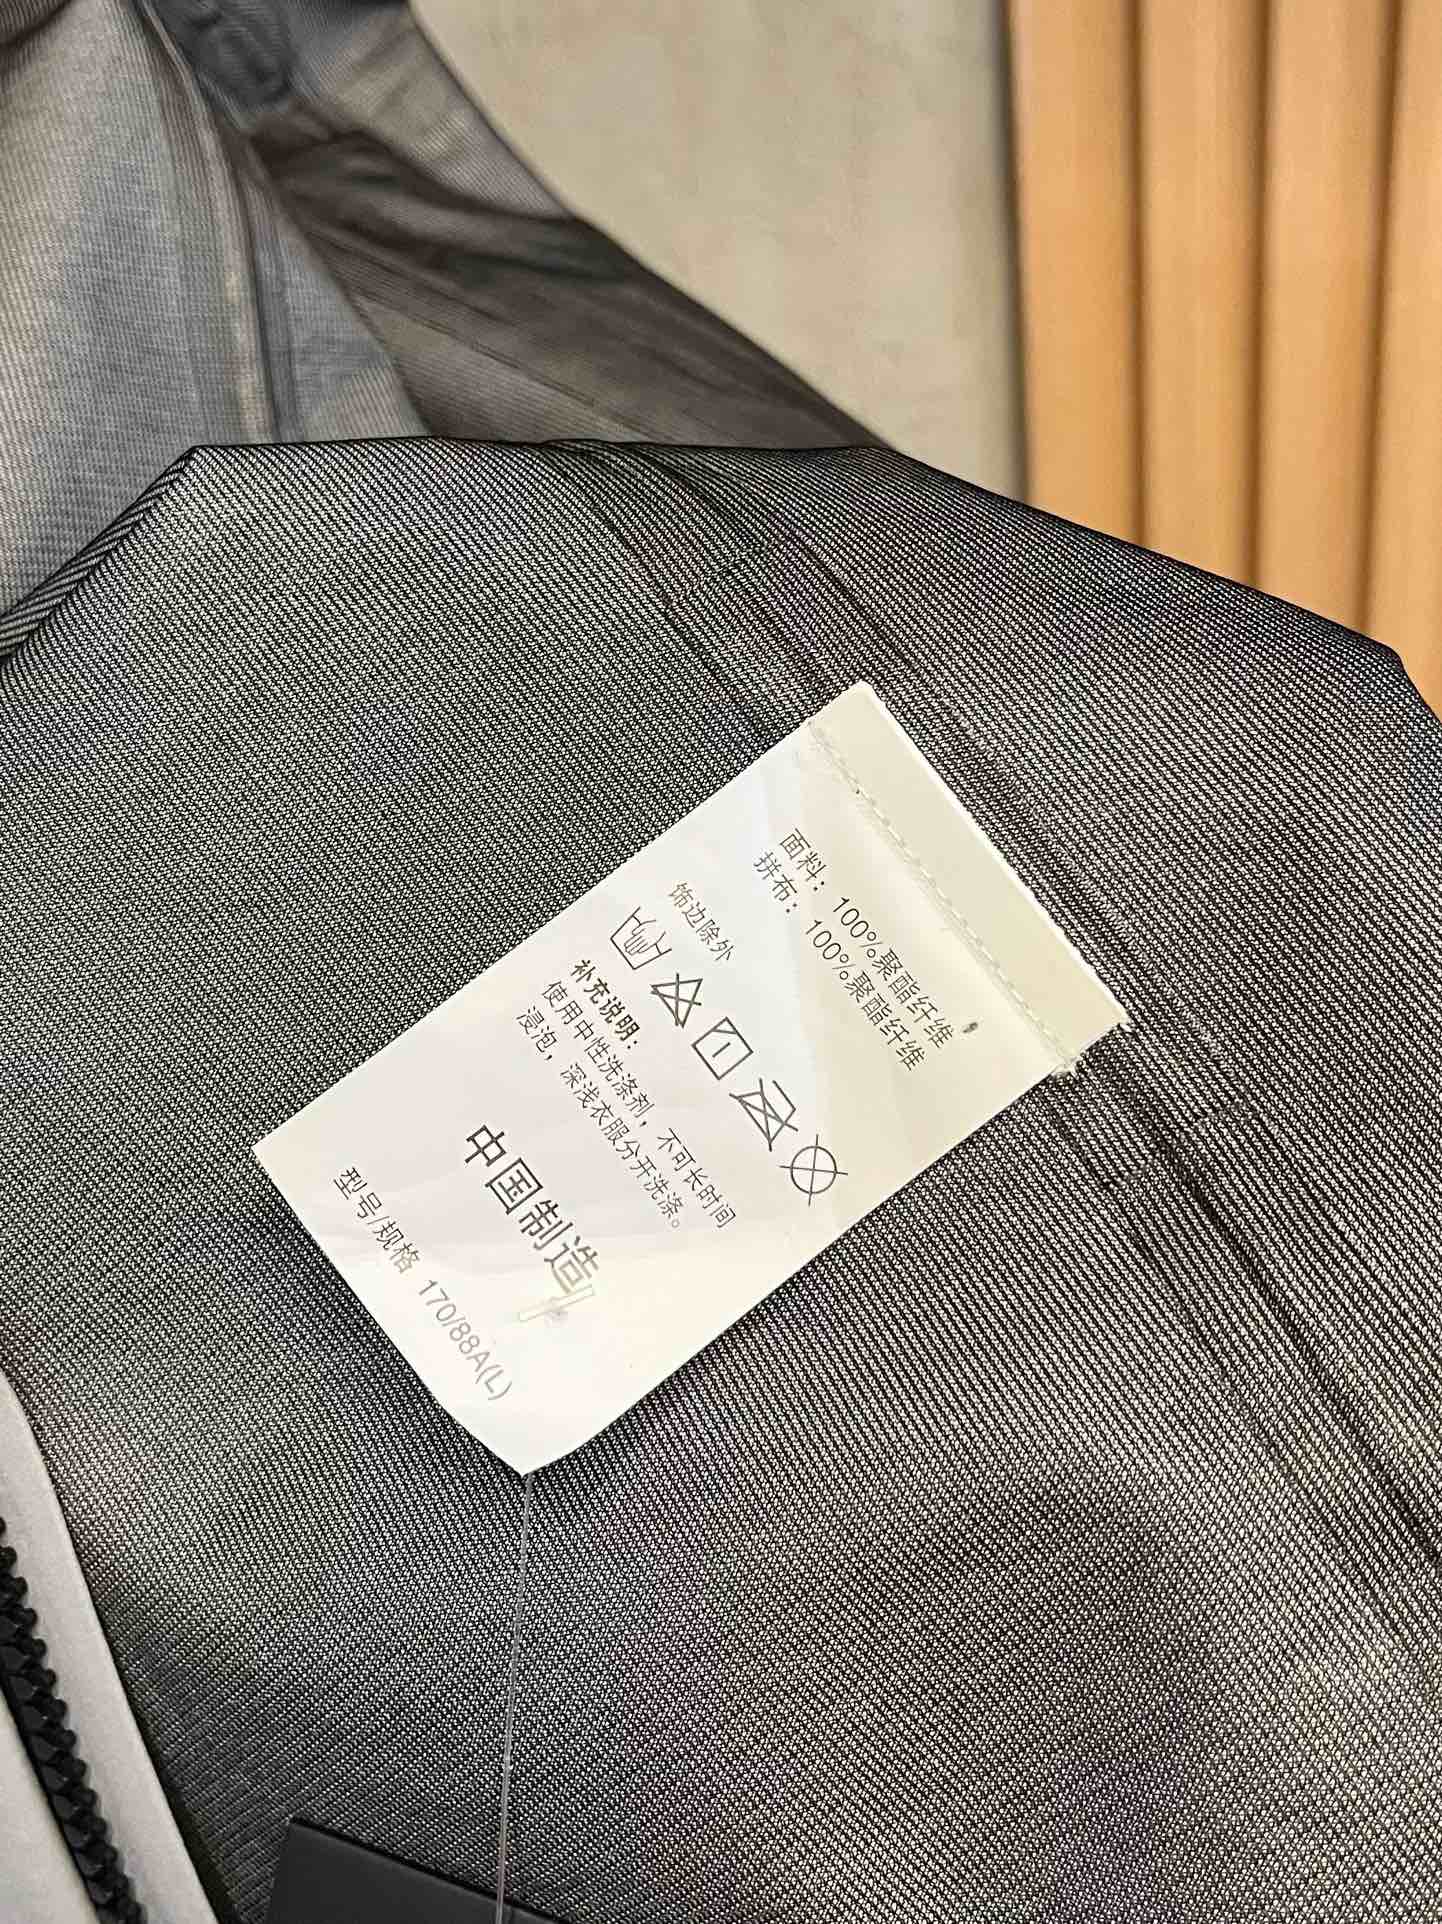 面料：100%聚酯纤维
拼布：100%聚酯纤维
饰边除外
补充说明：
使用中性洗涤剂，不可长时间
浸泡，深浅衣服分开洗涤。
中国制造
型号/规格 170/88A(L)